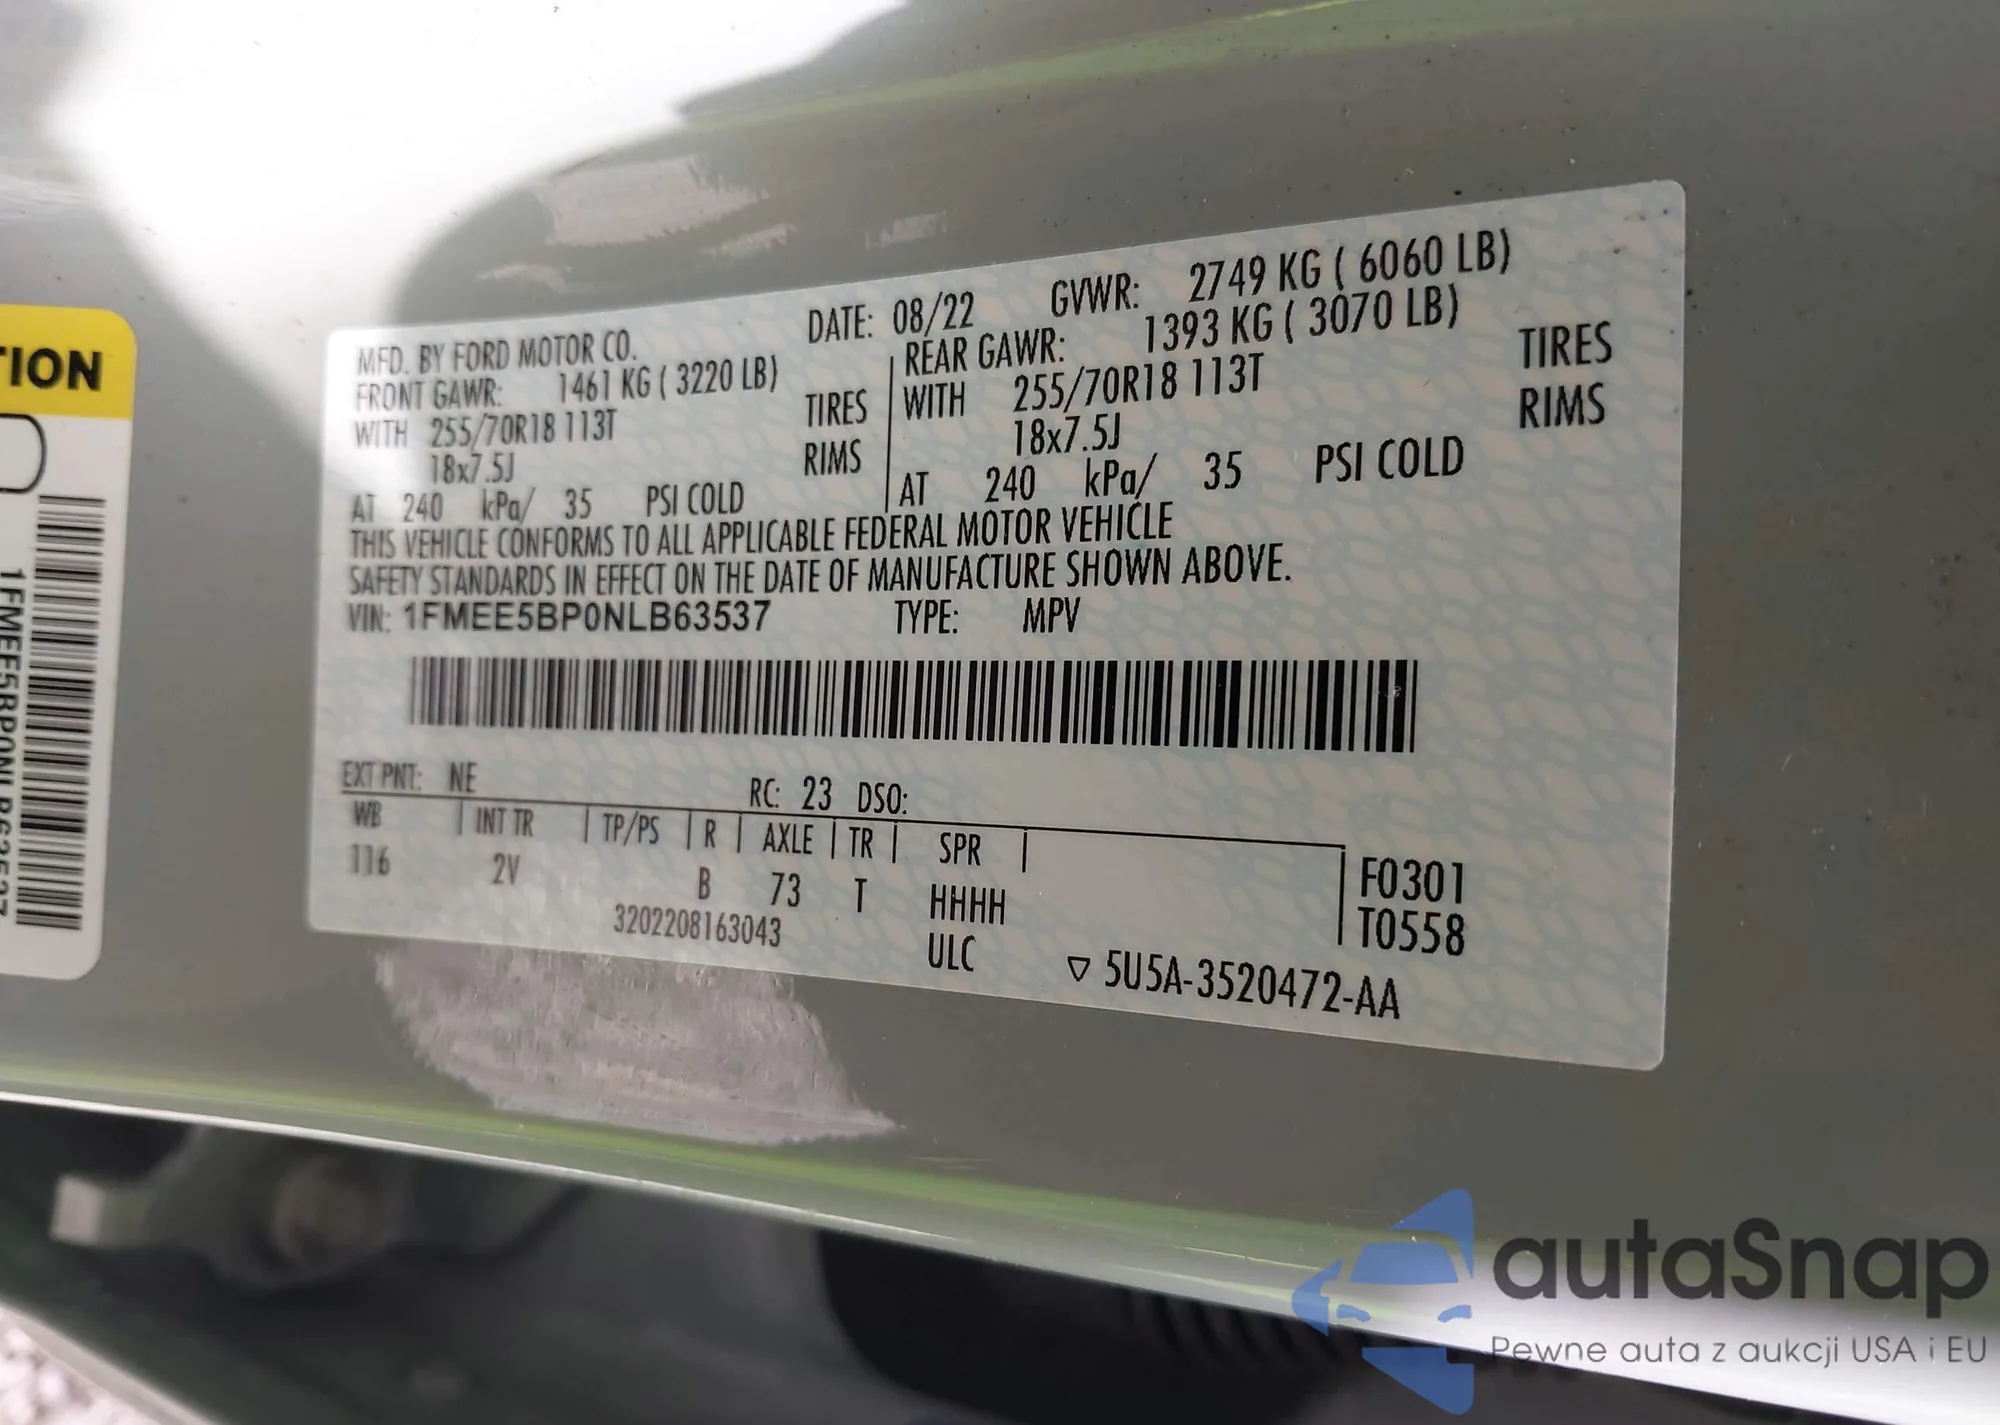 TION
1FMEE5BP0NLB63537
MFD. BY FORD MOTOR CO. DATE: 08/22 GVWR: 2749 KG ( 6060 LB)
FRONT GAWR: 1461 KG ( 3220 LB) REAR GAWR: 1393 KG ( 3070 LB)
WITH 255/70R18 113T TIRES WITH 255/70R18 113T TIRES
18x7.5J RIMS 18x7.5J RIMS
AT 240 kPa/ 35 PSI COLD AT 240 kPa/ 35 PSI COLD
THIS VEHICLE CONFORMS TO ALL APPLICABLE FEDERAL MOTOR VEHICLE
SAFETY STANDARDS IN EFFECT ON THE DATE OF MANUFACTURE SHOWN ABOVE.
VIN: 1FMEE5BP0NLB63537 TYPE: MPV
EXT PNT: NE RC: 23 DSO:
WB INT TR TP/PS R AXLE TR SPR F0301
116 2V B 73 T HHHH T0558
3202208163043 ULC
▽ 5U5A-3520472-AA
autaSnap
Pewne auta z aukcji USA i EU